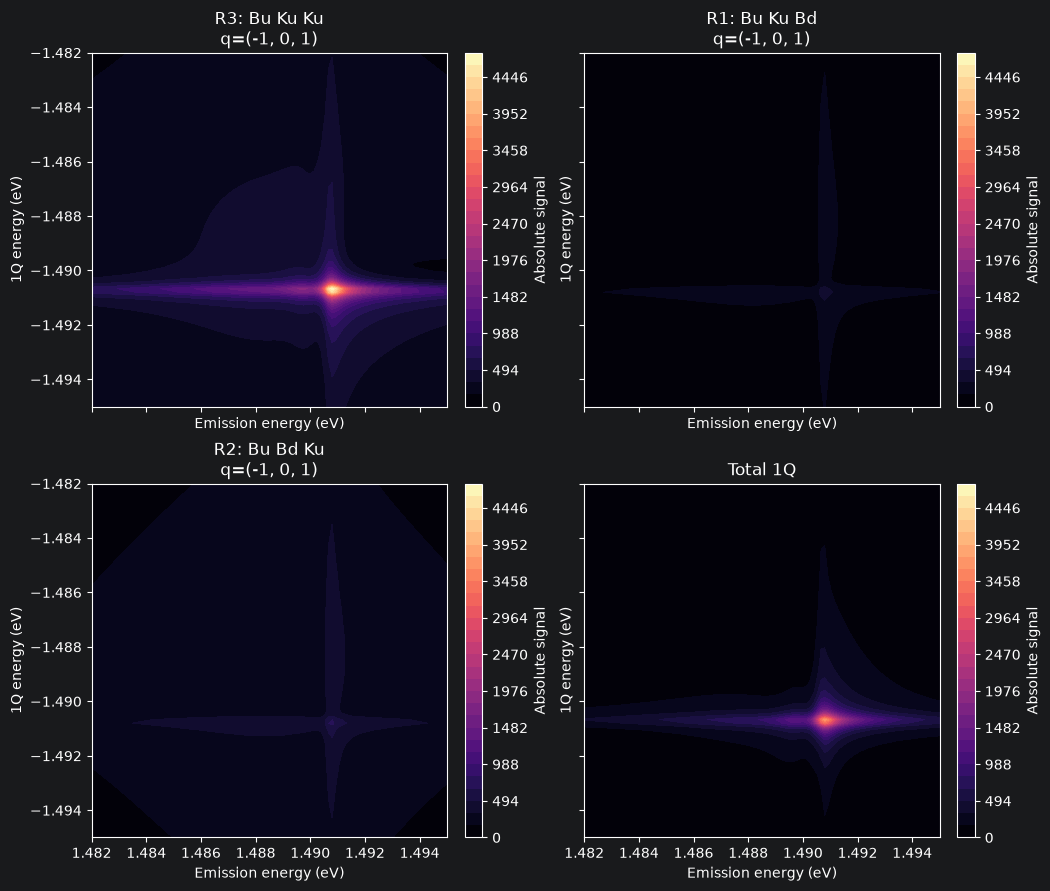 R3: Bu Ku Ku
q=(-1, 0, 1)
1Q energy (eV)
−1.482
−1.484
−1.486
−1.488
−1.490
−1.492
−1.494
Emission energy (eV)
4446
3952
3458
2964
2470
1976
1482
988
494
0
Absolute signal
R1: Bu Ku Bd
q=(-1, 0, 1)
1Q energy (eV)
Emission energy (eV)
4446
3952
3458
2964
2470
1976
1482
988
494
0
Absolute signal
R2: Bu Bd Ku
q=(-1, 0, 1)
1Q energy (eV)
−1.482
−1.484
−1.486
−1.488
−1.490
−1.492
−1.494
1.482 1.484 1.486 1.488 1.490 1.492 1.494
Emission energy (eV)
4446
3952
3458
2964
2470
1976
1482
988
494
0
Absolute signal
Total 1Q
1Q energy (eV)
1.482 1.484 1.486 1.488 1.490 1.492 1.494
Emission energy (eV)
4446
3952
3458
2964
2470
1976
1482
988
494
0
Absolute signal